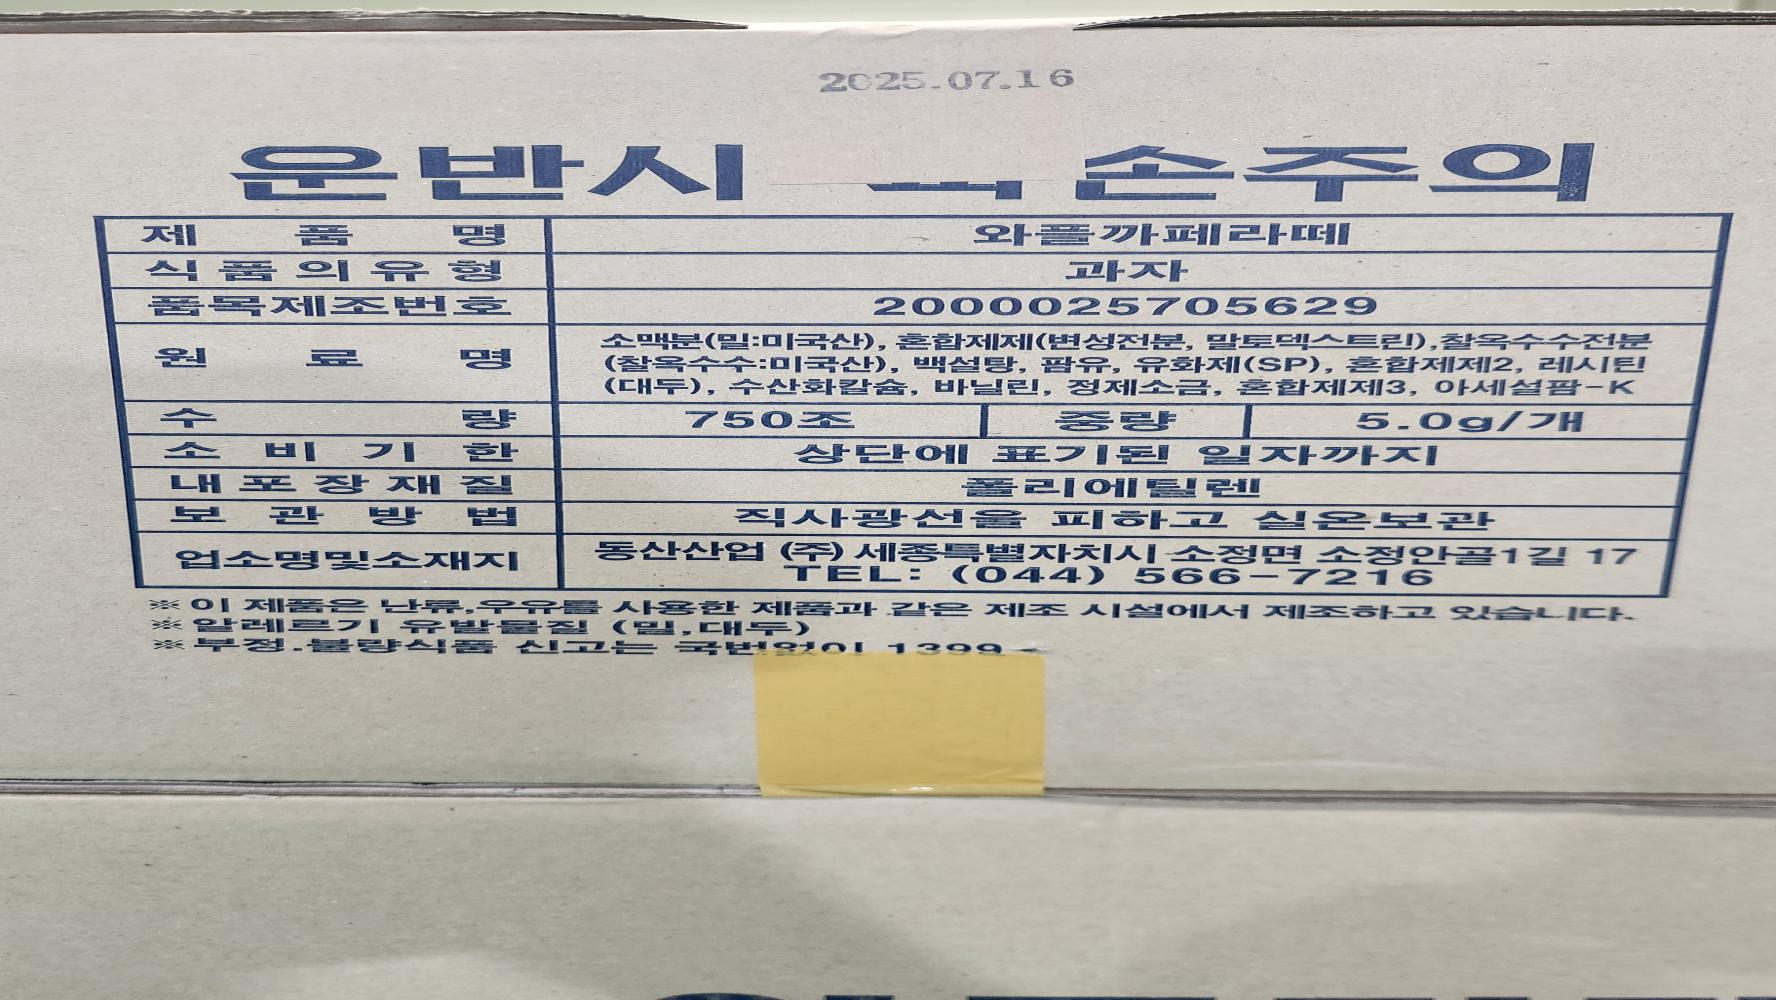 2025.07.16
운반시 손주의
제품명 와플까페라떼
식품의유형 과자
품목제조번호 2000025705629
원료명 소맥분(밀:미국산), 혼합제제(변성전분, 말토덱스트린),찰옥수수전분
(찰옥수수:미국산), 백설탕, 팜유, 유화제(SP), 혼합제제2, 레시틴
(대두), 수산화칼슘, 바닐린, 정제소금, 혼합제제3, 아세설팜-K
수량 750조 중량 5.0g/개
소비기한 상단에 표기된 일자까지
내포장재질 폴리에틸렌
보관방법 직사광선을 피하고 실온보관
업소명및소재지 동산산업 (주) 세종특별자치시 소정면 소정안골1길 17
TEL: (044) 566-7216
※ 이 제품은 난류,우유를 사용한 제품과 같은 제조 시설에서 제조하고 있습니다.
※ 알레르기 유발물질 (밀,대두)
※ 부정.불량식품 신고는 국번없이 1399